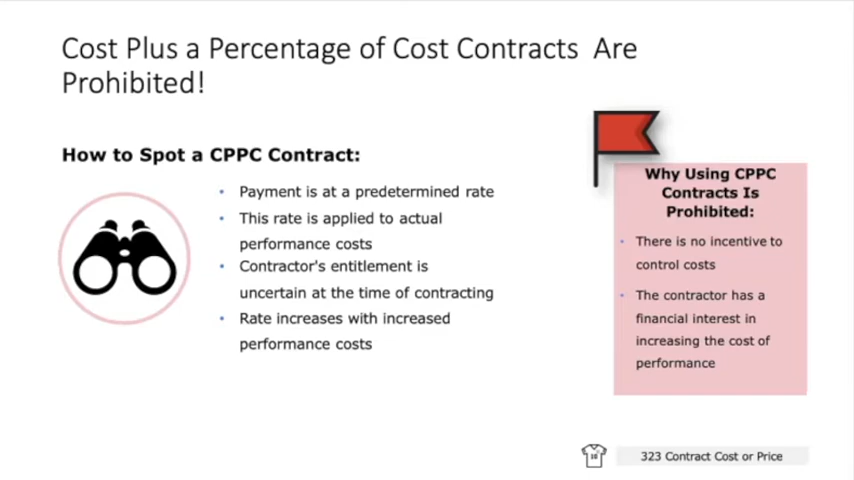 Cost Plus a Percentage of Cost Contracts Are
Prohibited!
How to Spot a CPPC Contract:
• Payment is at a predetermined rate
• This rate is applied to actual
performance costs
• Contractor's entitlement is
uncertain at the time of contracting
• Rate increases with increased
performance costs
Why Using CPPC
Contracts Is
Prohibited:
• There is no incentive to
control costs
• The contractor has a
financial interest in
increasing the cost of
performance
323 Contract Cost or Price